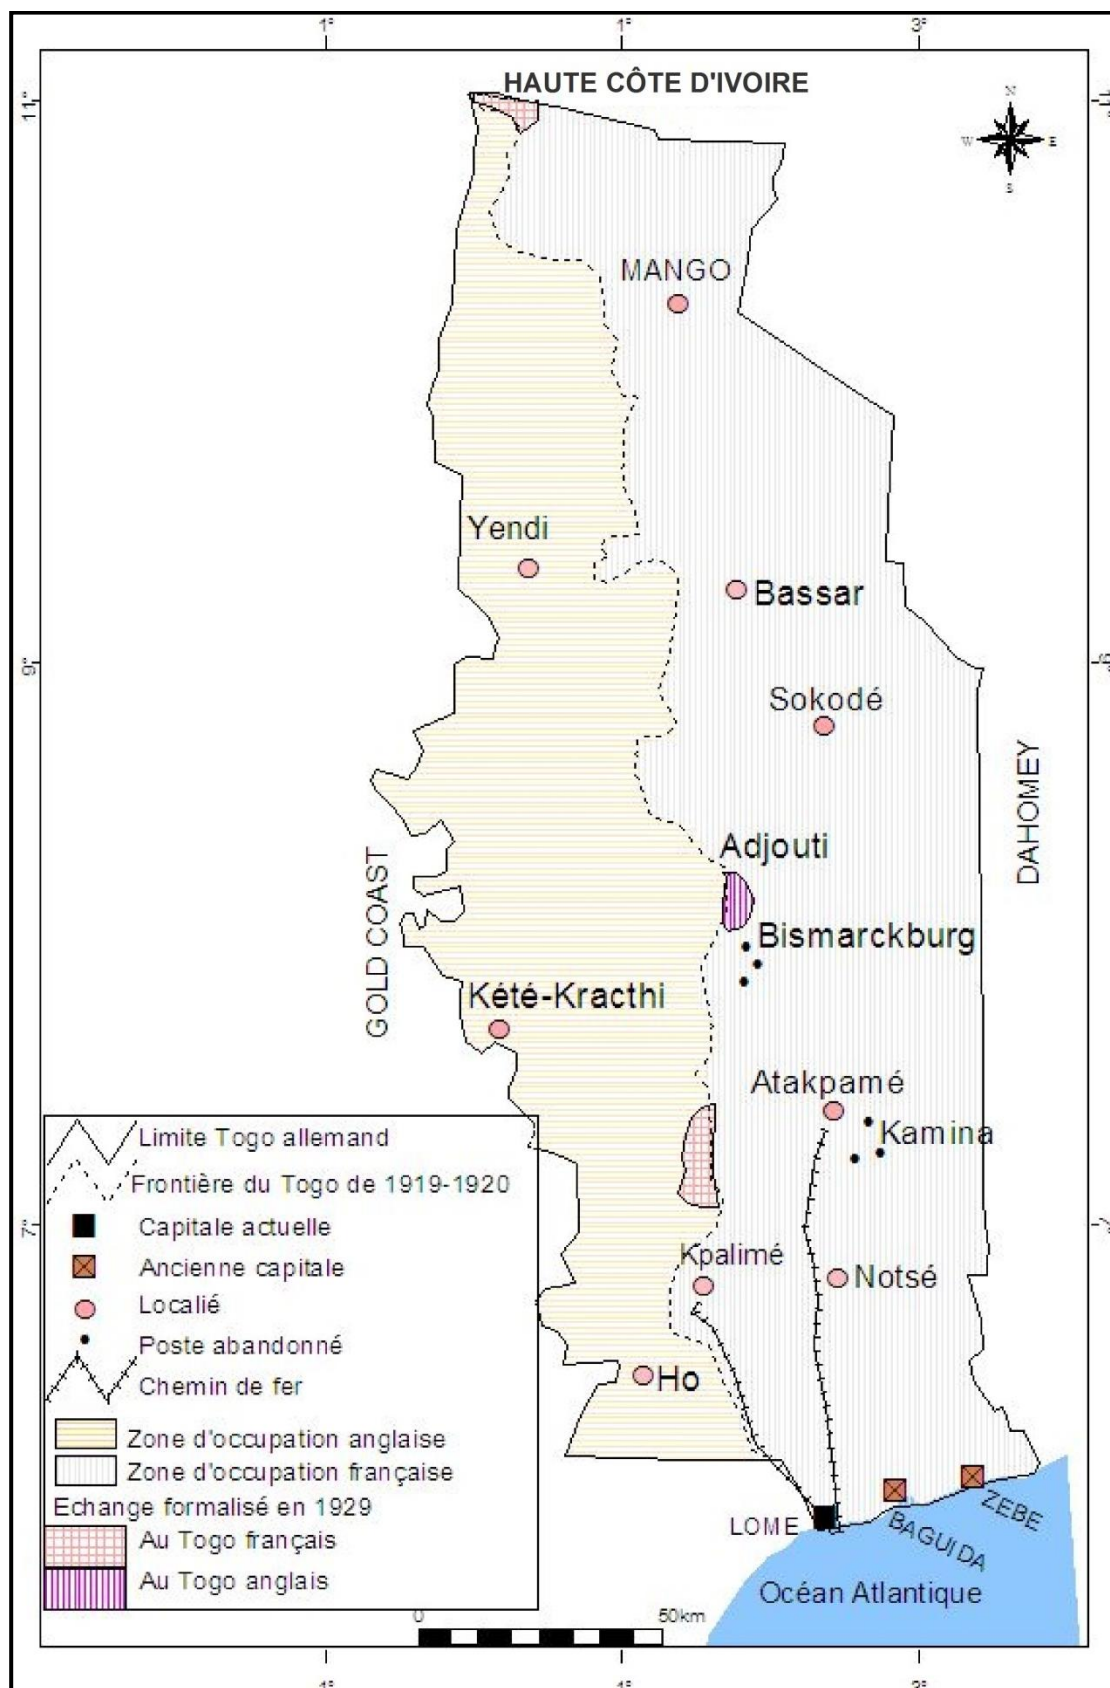 1° 1° 3°
HAUTE CÔTE D'IVOIRE
11°
N
W E
S
MANGO
Yendi
Bassar
9°
Sokodé
DAHOMEY
Adjouti
GOLD COAST
Bismarckburg
Kété-Kracthi
Atakpamé
Kamina
Limite Togo allemand
Frontière du Togo de 1919-1920
Capitale actuelle
7°
Kpalimé
Ancienne capitale
Notsé
Localié
Poste abandonné
Ho
Chemin de fer
Zone d'occupation anglaise
Zone d'occupation française
Echange formalisé en 1929
Au Togo français
LOME
BAGUIDA
ZEBE
Au Togo anglais
Océan Atlantique
0 50km
1° 1° 3°